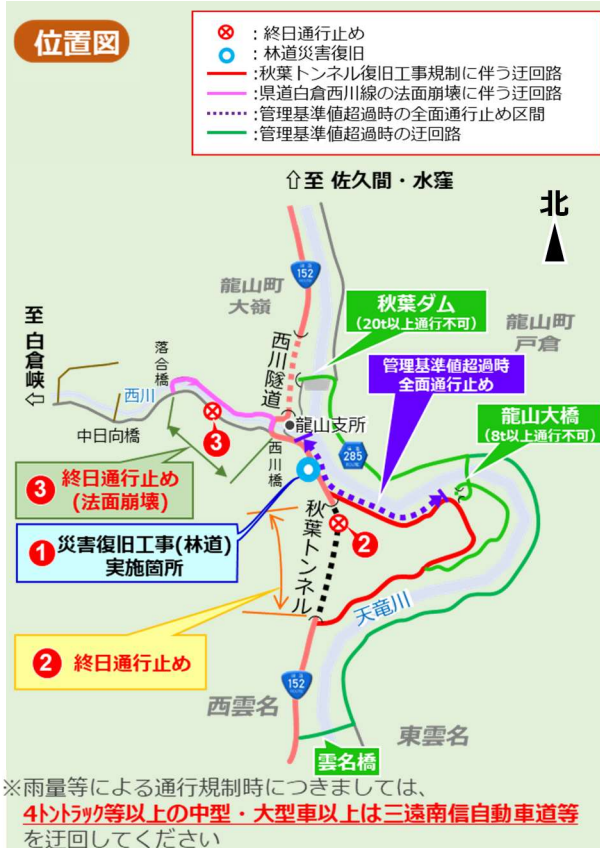 位置図
:終日通行止め
:林道災害復旧
:秋葉トンネル復旧工事規制に伴う迂回路
:県道白倉西川線の法面崩壊に伴う迂回路
:管理基準値超過時の全面通行止め区間
:管理基準値超過時の迂回路
⇧至 佐久間・水窪
北
国道
152
ROUTE
龍山町
大嶺
秋葉ダム
(20t以上通行不可)
龍山町
戸倉
至 白倉峡
⇦
落合橋
西川
中日向橋
西川隧道
管理基準値超過時
全面通行止め
龍山支所
龍山大橋
(8t以上通行不可)
3
西川橋
285
3 終日通行止め
(法面崩壊)
秋葉トンネル
2
1 災害復旧工事(林道)
実施箇所
天竜川
2 終日通行止め
152
西雲名
東雲名
雲名橋
※雨量等による通行規制時につきましては、
4トントラック等以上の中型・大型車以上は三遠南信自動車道等
を迂回してください